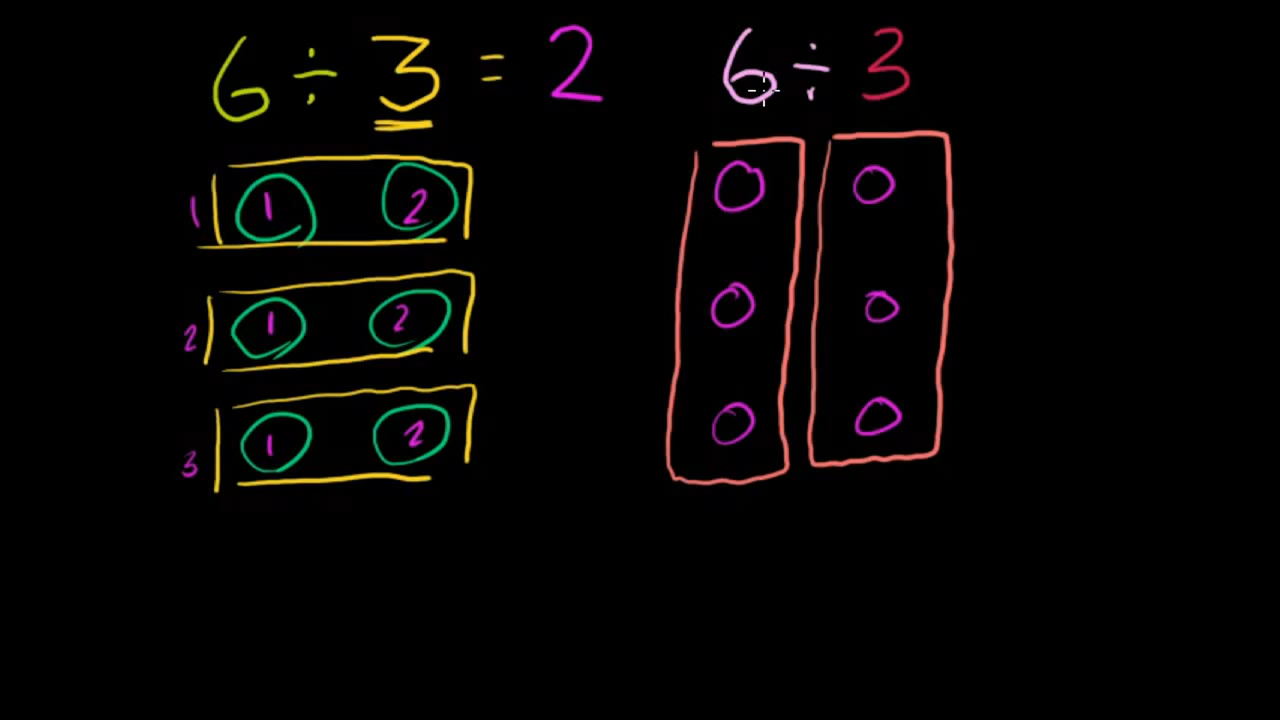 6 ÷ 3 = 2 6 ÷ 3
1 1 2
2 1 2
3 1 2